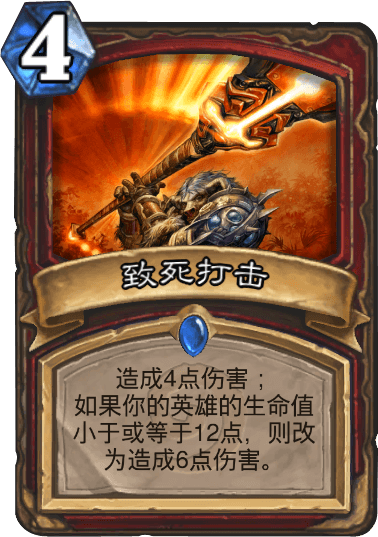 4
致死打击
造成4点伤害；
如果你的英雄的生命值
小于或等于12点，则改
为造成6点伤害。